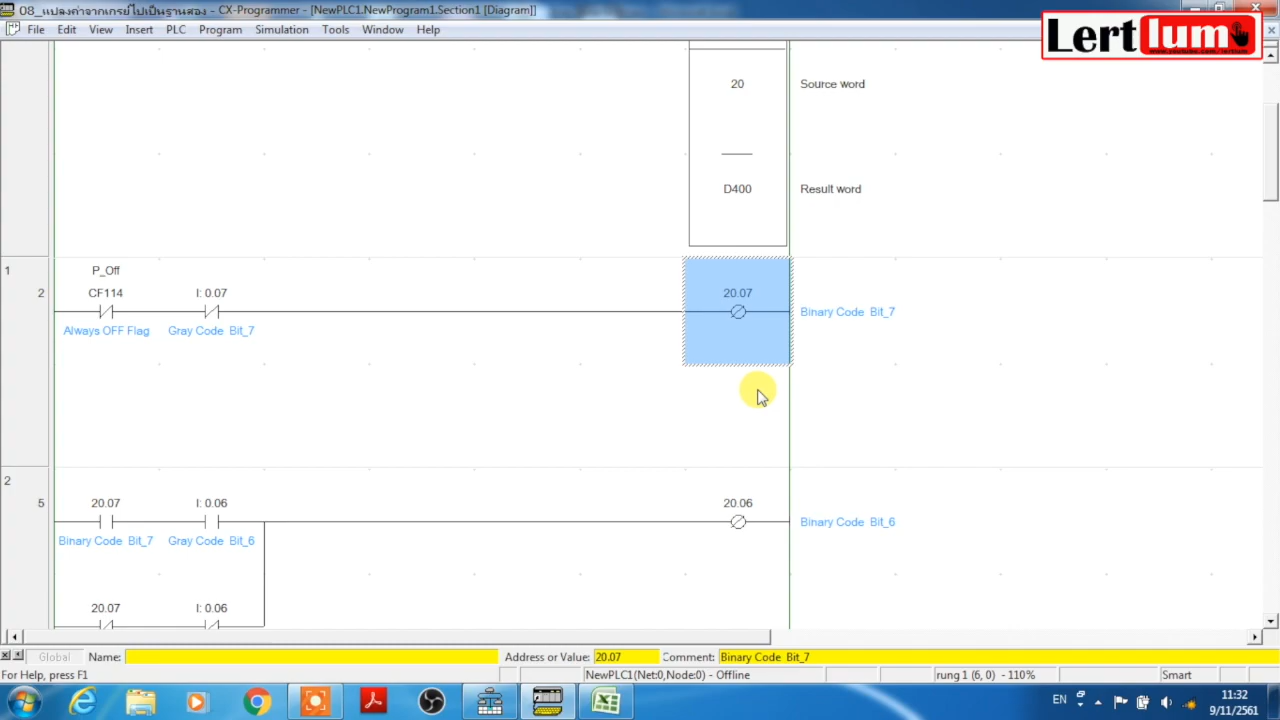 08_แปลงค่าจากเกรย์ไปเป็นฐานสอง - CX-Programmer - [NewPLC1.NewProgram1.Section1 [Diagram]]
File Edit View Insert PLC Program Simulation Tools Window Help
Lertlum
www.youtube.com/lertlum
20 Source word
D400 Result word
1
P_Off
2 CF114 I: 0.07 20.07
Binary Code Bit_7
Always OFF Flag Gray Code Bit_7
2
5 20.07 I: 0.06 20.06
Binary Code Bit_6
Binary Code Bit_7 Gray Code Bit_6
20.07 I: 0.06
Global Name: Address or Value: 20.07 Comment: Binary Code Bit_7
For Help, press F1 NewPLC1(Net:0,Node:0) - Offline rung 1 (6, 0) - 110% Smart
EN 11:32
9/11/2561